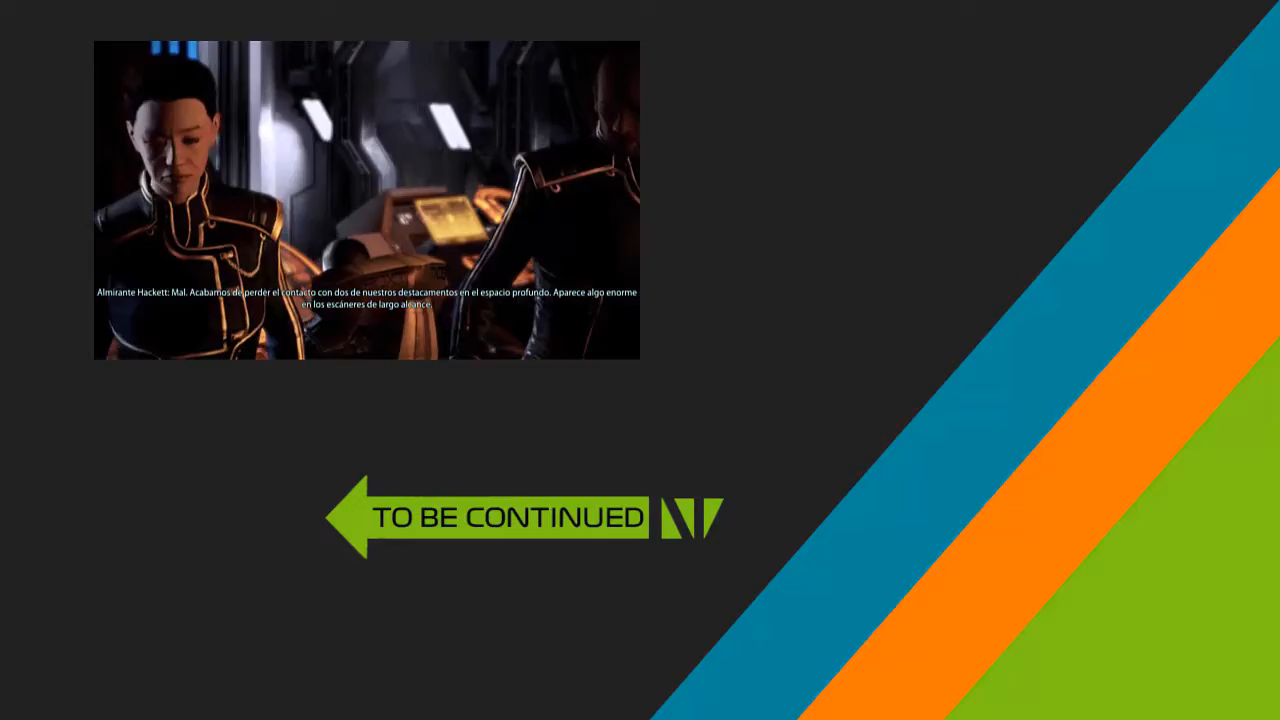 Almirante Hackett: Mal. Acabamos de perder el contacto con dos de nuestros destacamentos en el espacio profundo. Aparece algo enorme
en los escáneres de largo alcance.
TO BE CONTINUED